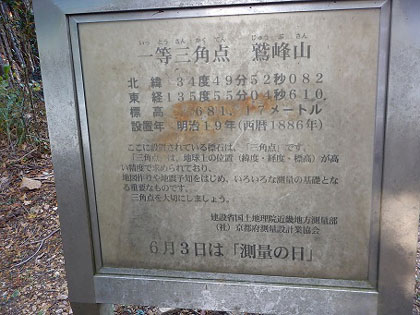 いっとうさんかくてん じゅうぶさん
一等三角点 鷲峰山
北緯 134度49分52秒082
東経 135度55分04秒610
標高 681.17メートル
設置年 明治19年(西暦1886年)
ここに設置されている標石は、「三角点」です。
「三角点」は、地球上の位置(緯度・経度・標高)が高
い精度で求められており、
地図作りや地震予知をはじめ、いろいろな測量の基礎とな
る重要なものです。
三角点を大切にしましょう。
建設省国土地理院近畿地方測量部
(社)京都府測量設計業協会
6月3日は「測量の日」